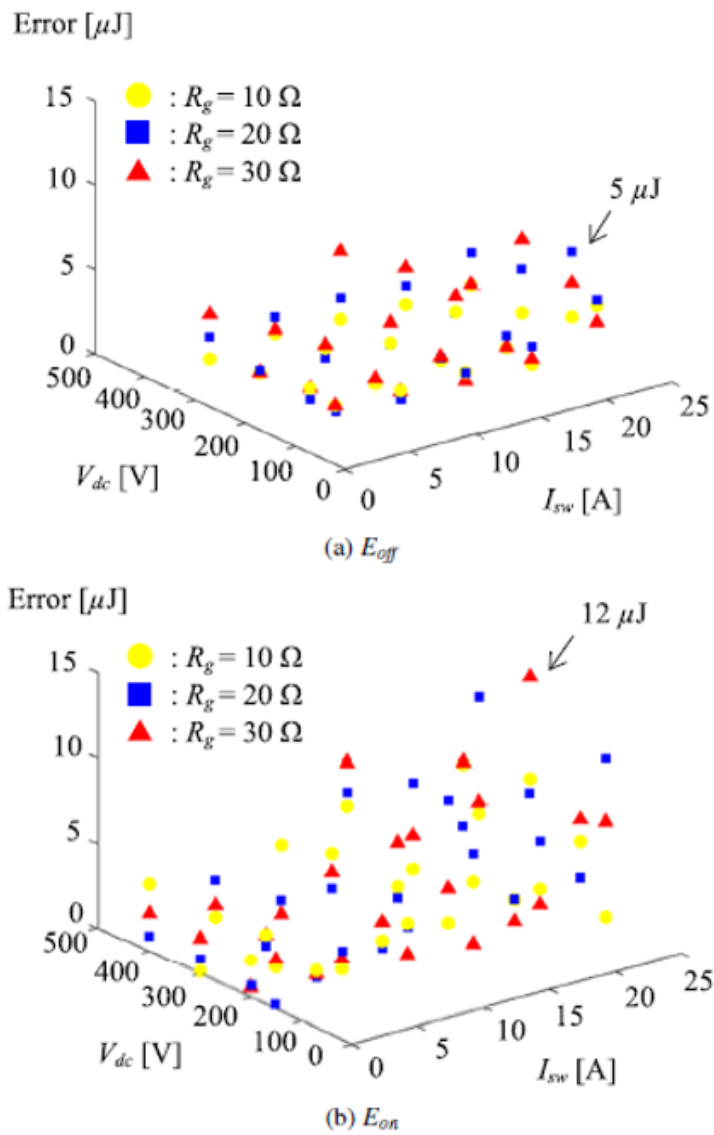 Error [μJ]
15
: Rg = 10 Ω
: Rg = 20 Ω
: Rg = 30 Ω
10
5 μJ
5
0
500
400
300
200
100
0
Vdc [V]
0
5
10
15
20
25
Isw [A]
(a) Eoff
Error [μJ]
12 μJ
15
: Rg = 10 Ω
: Rg = 20 Ω
: Rg = 30 Ω
10
5
0
500
400
300
200
100
0
Vdc [V]
0
5
10
15
20
25
Isw [A]
(b) Eon